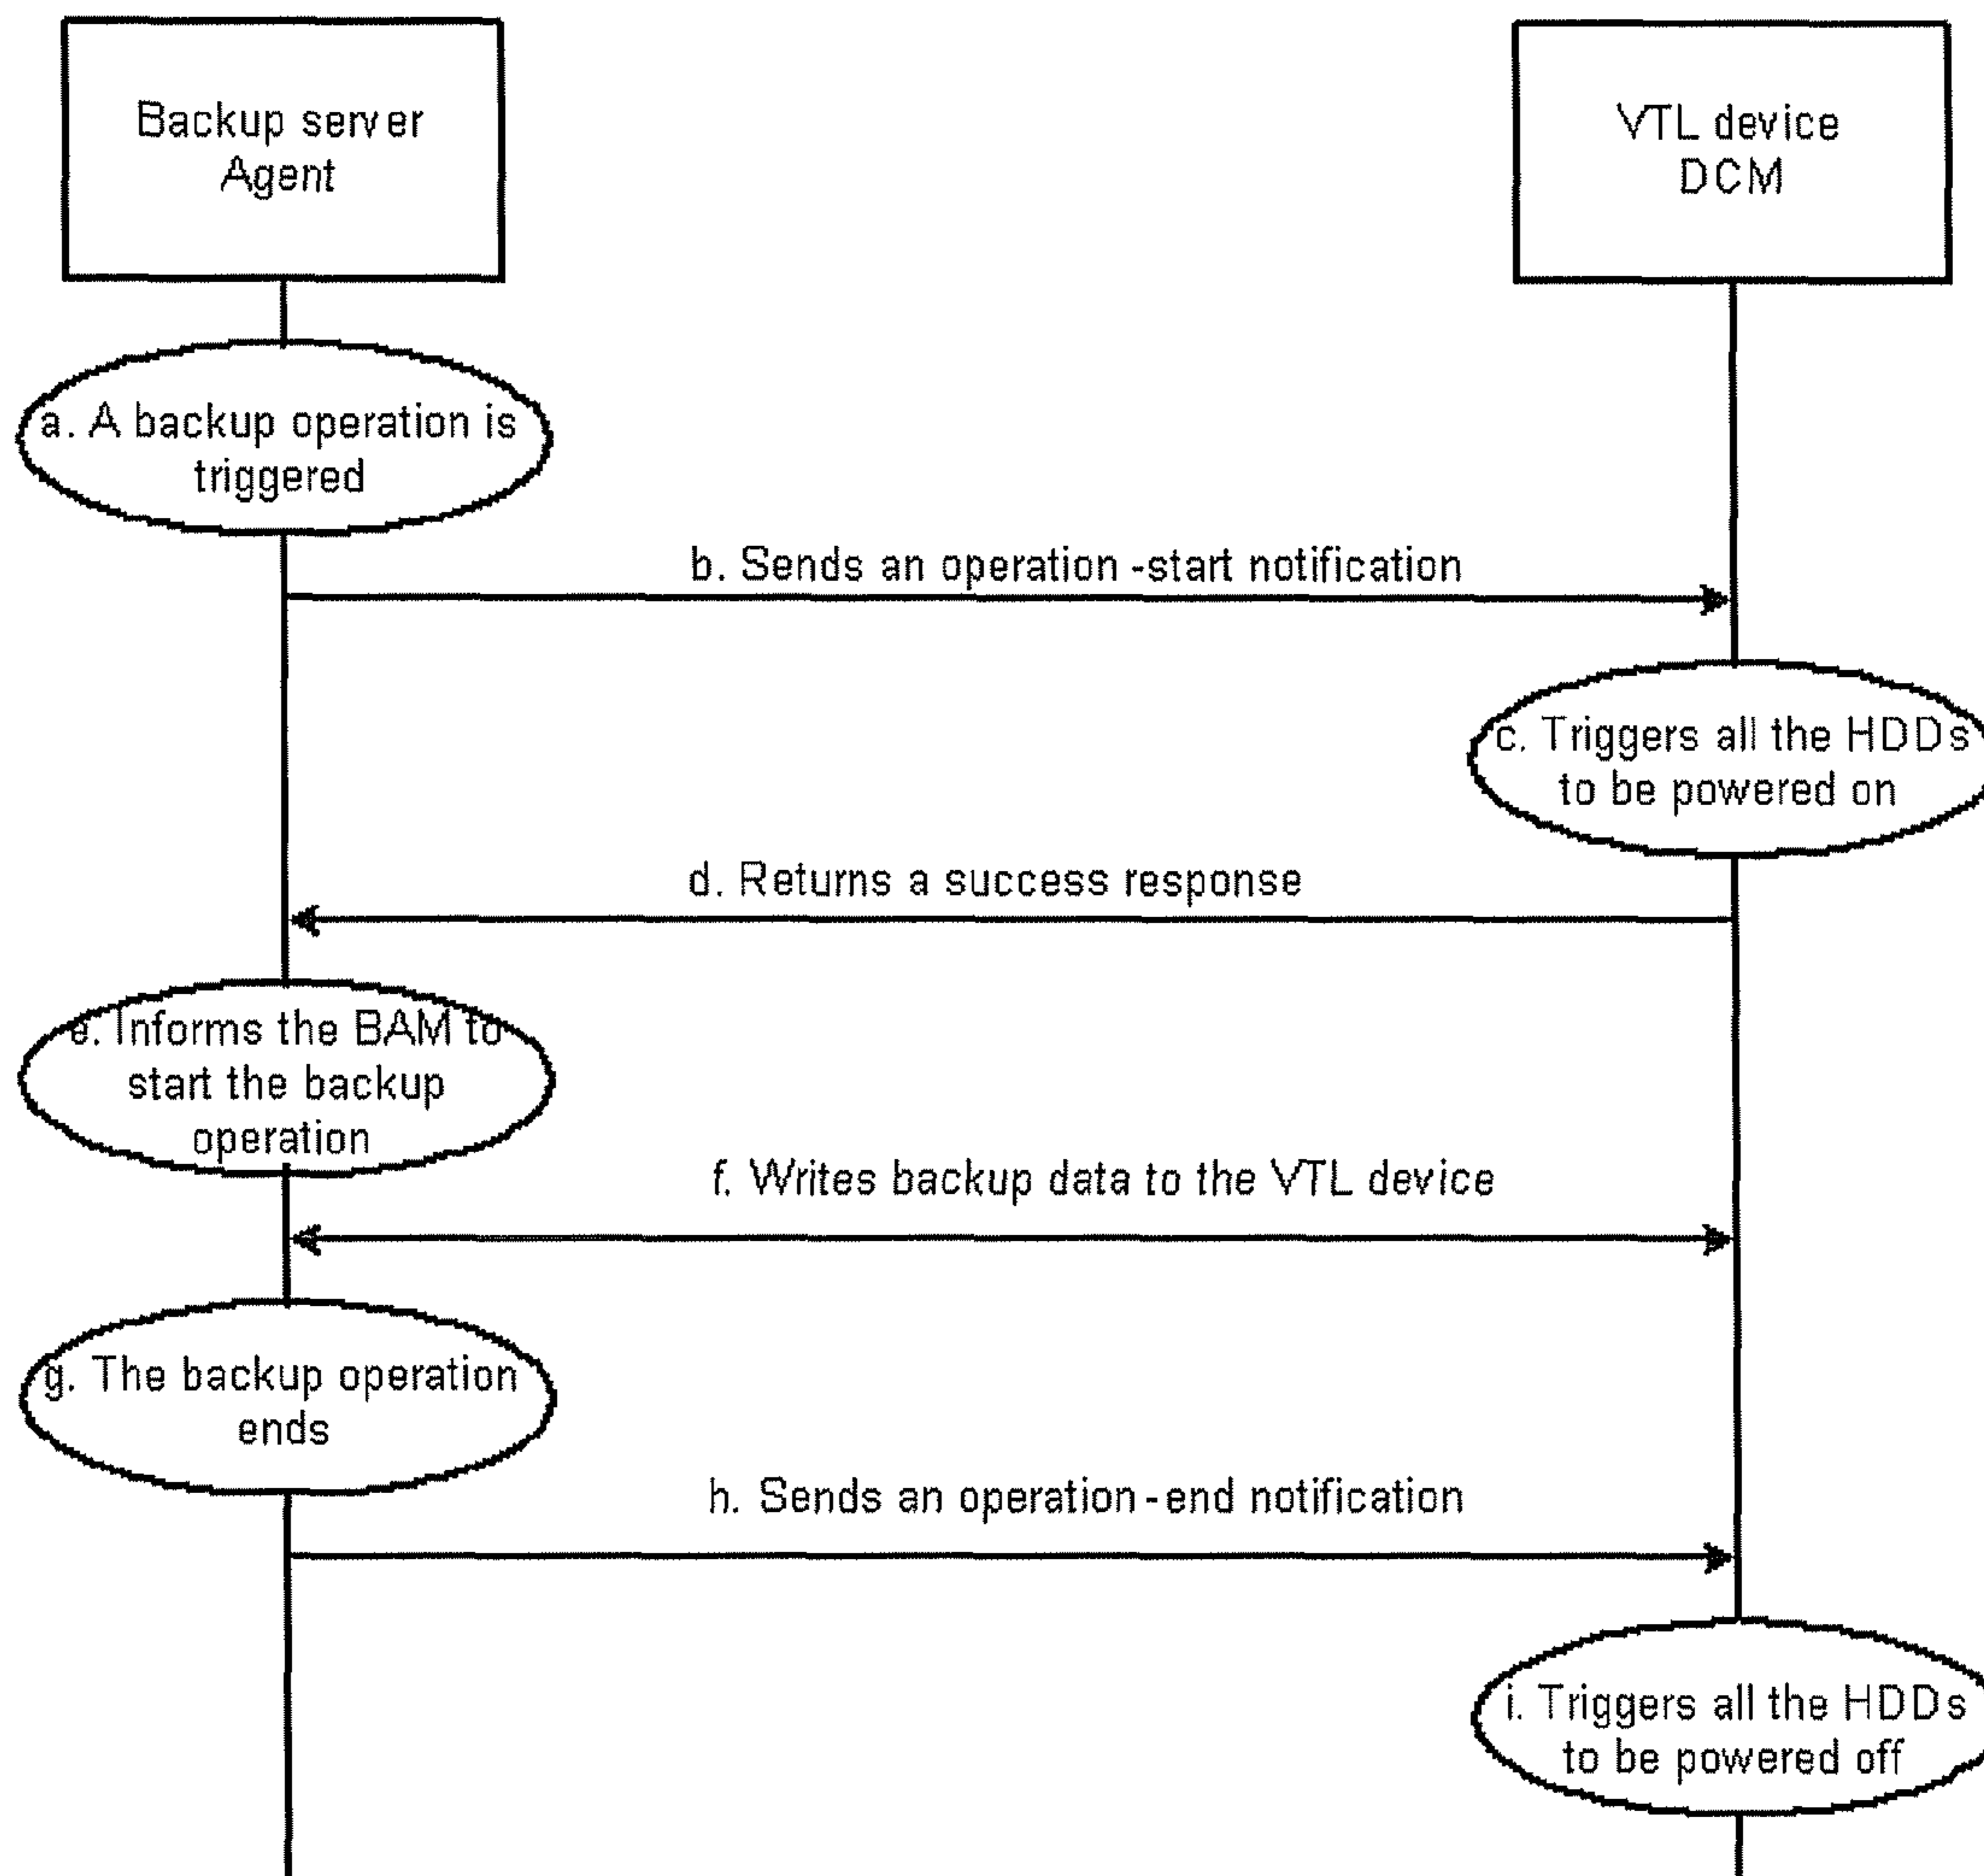 Backup server
Agent
VTL device
DCM
a. A backup operation is
triggered
b. Sends an operation-start notification
c. Triggers all the HDDs
to be powered on
d. Returns a success response
e. Informs the BAM to
start the backup
operation
f. Writes backup data to the VTL device
g. The backup operation
ends
h. Sends an operation-end notification
i. Triggers all the HDDs
to be powered off